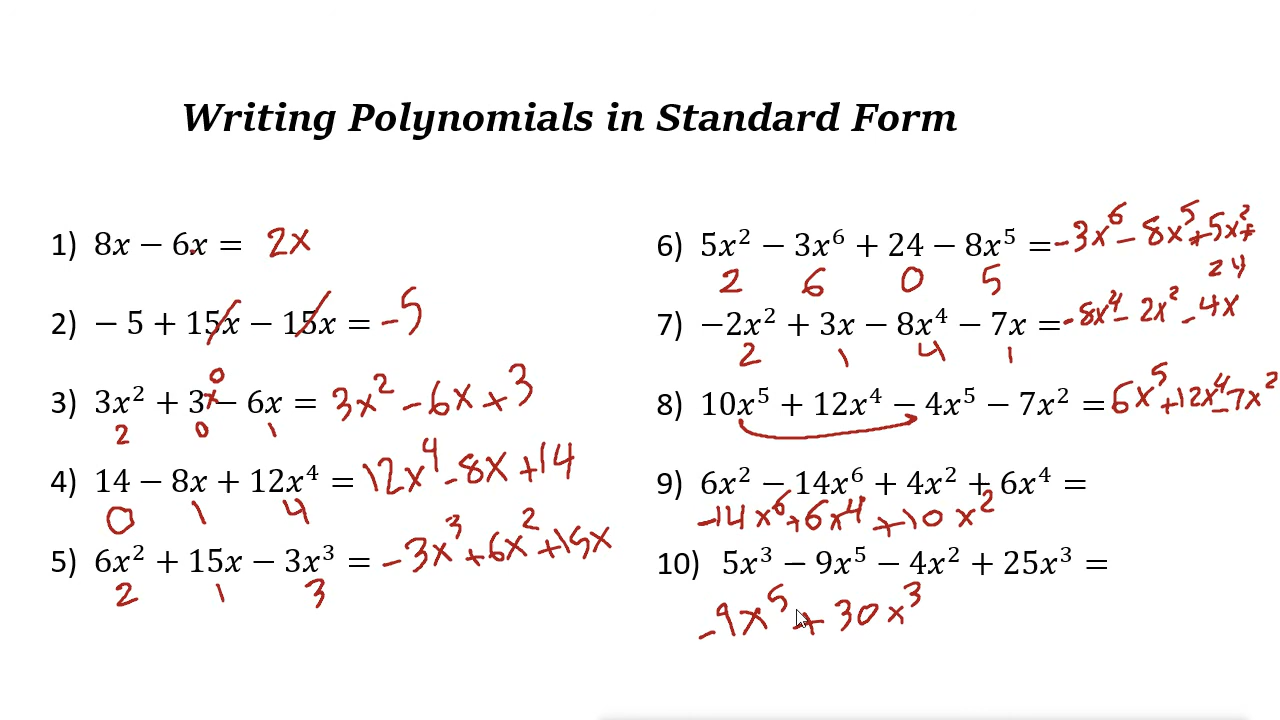 Writing Polynomials in Standard Form
1) 8x − 6x = 2x
2) − 5 + 15x − 15x = -5
3) 3x² + 3x⁰ − 6x = 3x² - 6x + 3
2 0 1
4) 14 − 8x + 12x⁴ = 12x⁴ - 8x + 14
0 1 4
5) 6x² + 15x − 3x³ = -3x³ + 6x² + 15x
2 1 3
6) 5x² − 3x⁶ + 24 − 8x⁵ = -3x⁶ - 8x⁵ + 5x² +
24
2 6 0 5
7) −2x² + 3x − 8x⁴ − 7x = -8x⁴ - 2x² - 4x
2 1 4 1
8) 10x⁵ + 12x⁴ − 4x⁵ − 7x² = 6x⁵ + 12x⁴ - 7x²
9) 6x² − 14x⁶ + 4x² + 6x⁴ =
-14x⁶ + 6x⁴ + 10x²
10) 5x³ − 9x⁵ − 4x² + 25x³ =
-9x⁵ + 30x³